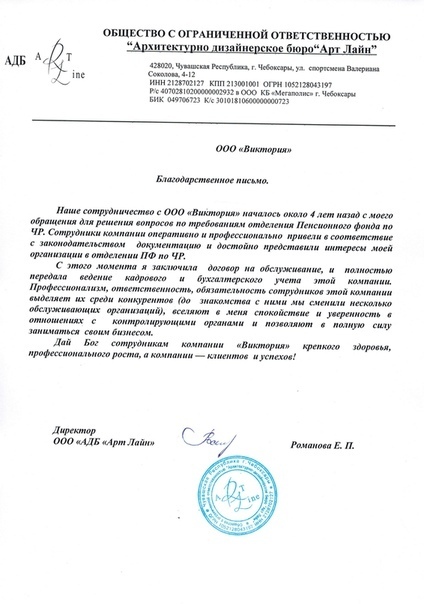 ОБЩЕСТВО С ОГРАНИЧЕННОЙ ОТВЕТСТВЕННОСТЬЮ
“Архитектурно дизайнерское бюро“Арт Лайн”
АДБ
A R T
L ine
428020, Чувашская Республика, г. Чебоксары, ул. спортсмена Валериана
Соколова, 4-12
ИНН 2128702127 КПП 213001001 ОГРН 1052128043197
Р/с 40702810200000002932 в ООО КБ «Мегаполис» г. Чебоксары
БИК 049706723 К/с 30101810600000000723
ООО «Виктория»
Благодарственное письмо.
Наше сотрудничество с ООО «Виктория» началось около 4 лет назад с моего
обращения для решения вопросов по требованиям отделения Пенсионного фонда по
ЧР. Сотрудники компании оперативно и профессионально привели в соответствие
с законодательством документацию и достойно представили интересы моей
организации в отделении ПФ по ЧР.
С этого момента я заключила договор на обслуживание, и полностью
передала ведение кадрового и бухгалтерского учета этой компании.
Профессионализм, ответственность, обязательность сотрудников этой компании
выделяет их среди конкурентов (до знакомства с ними мы сменили несколько
обслуживающих организаций), вселяют в меня спокойствие и уверенность в
отношениях с контролирующими органами и позволяют в полную силу
заниматься своим бизнесом.
Дай Бог сотрудникам компании «Виктория» крепкого здоровья,
профессионального роста, а компании — клиентов и успехов!
Директор
ООО «АДБ «Арт Лайн»
Романова Е. П.
A R T
L ine